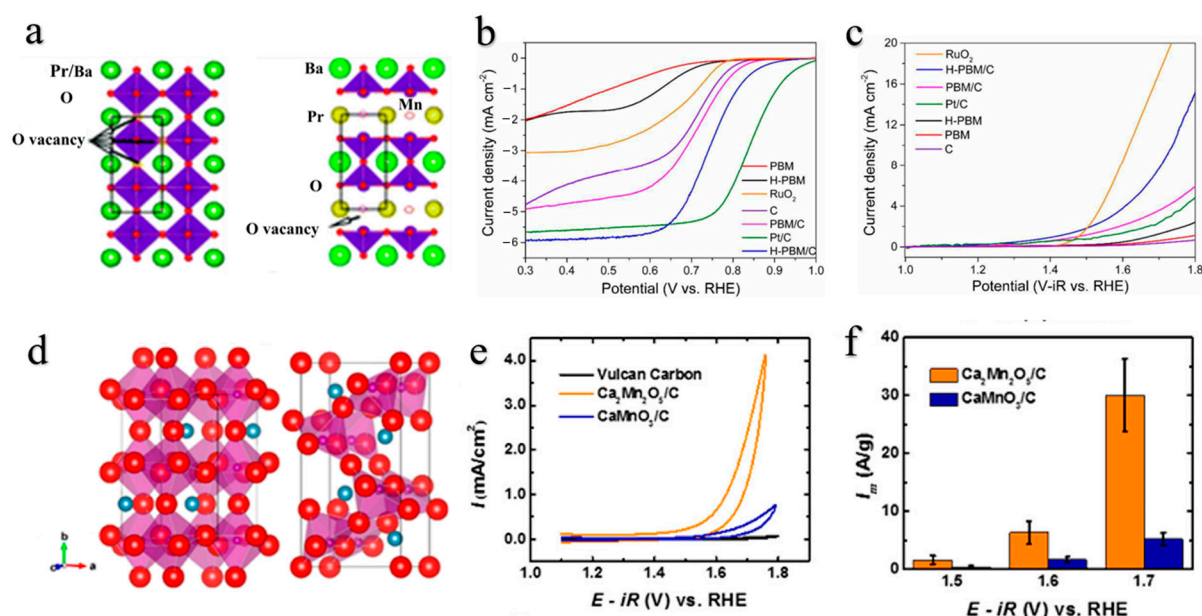 a
Pr/Ba
O
O vacancy
Ba
Mn
Pr
O
O vacancy
b
0
-1
-2
-3
-4
-5
-6
0.3 0.4 0.5 0.6 0.7 0.8 0.9 1.0
Current density (mA cm⁻²)
Potential (V vs. RHE)
PBM
H-PBM
RuO₂
C
PBM/C
Pt/C
H-PBM/C
c
20
16
12
8
4
0
1.0 1.2 1.4 1.6 1.8
Current density (mA cm⁻²)
Potential (V-iR vs. RHE)
RuO₂
H-PBM/C
PBM/C
Pt/C
H-PBM
PBM
C
d
b
c a
e
4.0
3.0
2.0
1.0
0.0
1.0 1.2 1.4 1.6 1.8 2.0
I (mA/cm²)
E - iR (V) vs. RHE
Vulcan Carbon
Ca₂Mn₂O₅/C
CaMnO₃/C
f
40
30
20
10
0
1.5 1.6 1.7
Iₘ (A/g)
E - iR (V) vs. RHE
Ca₂Mn₂O₅/C
CaMnO₃/C